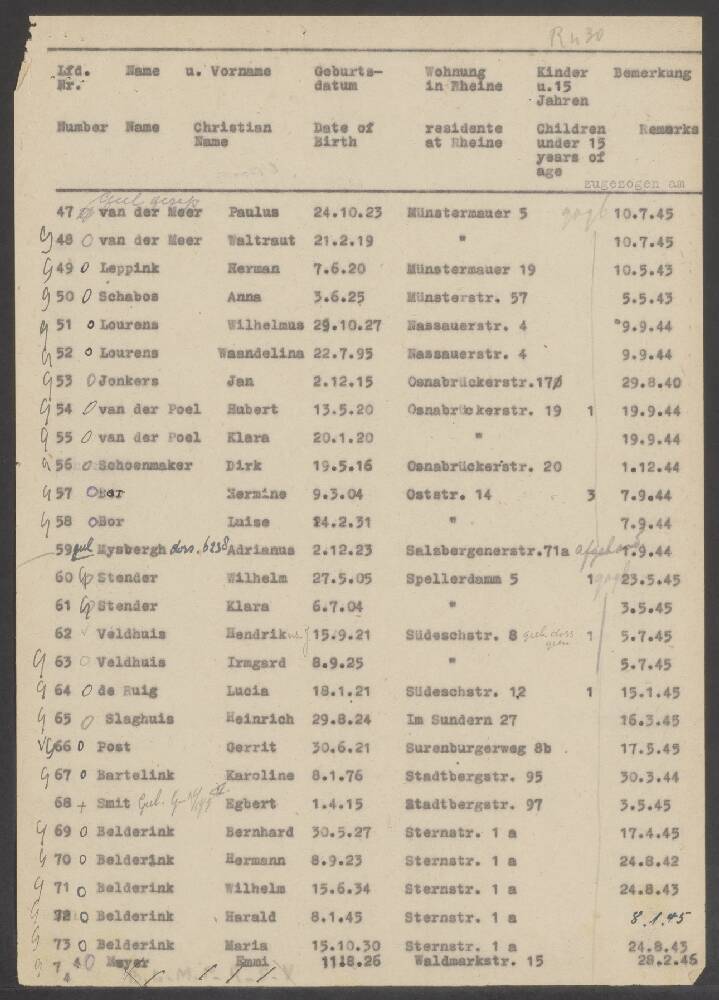 R u 30
Lfd. Name u. Vorname Geburts- Wohnung Kinder Bemerkung
Nr. datum in Rheine u.15
Jahren
Number Name Christian Date of residente Children Remarks
Name Birth at Rheine under 15
years of
age
zugezogen am
47 van der Meer Paulus 24.10.23 Münstermauer 5 10.7.45
G 48 O van der Meer Waltraut 21.2.19 " 10.7.45
G 49 O Leppink Herman 7.6.20 Münstermauer 19 10.5.43
g 50 O Schabos Anna 3.6.25 Münsterstr. 57 5.5.43
g 51 o Lourens Wilhelmus 29.10.27 Nassauerstr. 4 "9.9.44
g 52 o Lourens Waandelina 22.7.95 Nassauerstr. 4 9.9.44
G 53 O Jonkers Jan 2.12.15 Osnabrückerstr.17 29.8.40
G 54 O van der Poel Hubert 13.5.20 Osnabrückerstr. 19 1 19.9.44
g 55 O van der Poel Klara 20.1.20 " 19.9.44
g 56 O Schoenmaker Dirk 19.5.16 Osnabrückerstr. 20 1.12.44
G 57 O Bor Hermine 9.3.04 Oststr. 14 3 7.9.44
G 58 O Bor Luise 14.2.31 " 7.9.44
59 Mysbergh doss. 6238 Adrianus 2.12.23 Salzbergenerstr.71a 1.9.44
60 Stender Wilhelm 27.5.05 Spellerdamm 5 1 23.5.45
61 Stender Klara 6.7.04 " 3.5.45
62 Veldhuis Hendrik 15.9.21 Südeschstr. 8 1 5.7.45
G 63 O Veldhuis Irmgard 8.9.25 " 5.7.45
g 64 O de Ruig Lucia 18.1.21 Südeschstr. 12 1 15.1.45
G 65 O Slaghuis Heinrich 29.8.24 Im Sundern 27 16.3.45
G 66 O Post Gerrit 30.6.21 Surenburgerweg 8b 17.5.45
G 67 O Bartelink Karoline 8.1.76 Stadtbergstr. 95 30.3.44
68 + Smit Egbert 1.4.15 Stadtbergstr. 97 3.5.45
G 69 O Belderink Bernhard 30.5.27 Sternstr. 1 a 17.4.45
G 70 O Belderink Hermann 8.9.23 Sternstr. 1 a 24.8.42
G 71 O Belderink Wilhelm 15.6.34 Sternstr. 1 a 24.8.43
G 72 O Belderink Harald 8.1.45 Sternstr. 1 a 8.1.45
G 73 O Belderink Maria 15.10.30 Sternstr. 1 a 24.8.43
g 74 O Meyer Emmi 11.8.26 Waldmarkstr. 15 28.2.46